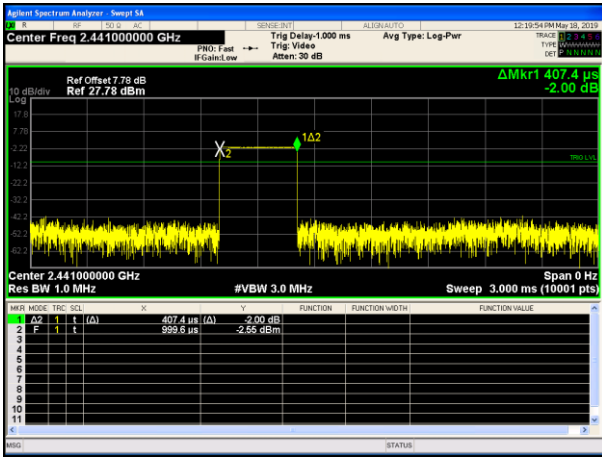 Agilent Spectrum Analyzer - Swept SA
R RF 50 Ω AC SENSE:INT ALIGNAUTO 12:19:54 PM May 18, 2019
Center Freq 2.441000000 GHz
PNO: Fast
IFGain:Low
Trig Delay-1.000 ms
Trig: Video
Atten: 30 dB
Avg Type: Log-Pwr
TRACE 1 2 3 4 5 6
TYPE
DET P N N N N N
ΔMkr1 407.4 µs
-2.00 dB
10 dB/div
Log
Ref Offset 7.78 dB
Ref 27.78 dBm
17.8
7.78
-2.22
-12.2
-22.2
-32.2
-42.2
-52.2
-62.2
X2
1Δ2
TRIG LVL
Center 2.441000000 GHz
Span 0 Hz
Res BW 1.0 MHz
#VBW 3.0 MHz
Sweep 3.000 ms (10001 pts)
MKR MODE TRC SCL X Y FUNCTION FUNCTION WIDTH FUNCTION VALUE
1 Δ2 1 t (Δ) 407.4 µs (Δ) -2.00 dB
2 F 1 t 999.6 µs -2.55 dBm
3
4
5
6
7
8
9
10
11
MSG
STATUS